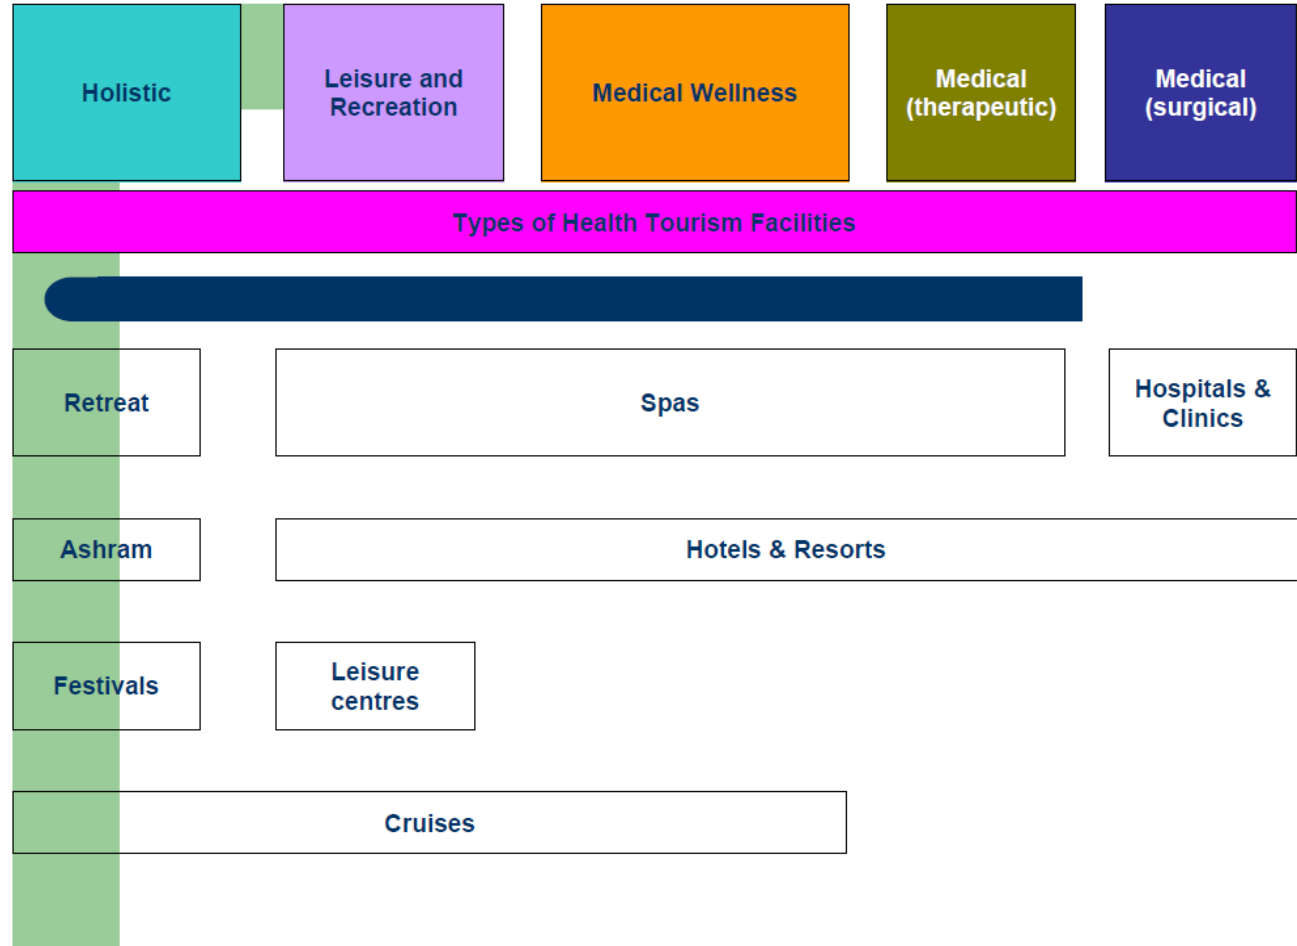 Holistic
Leisure and
Recreation
Medical Wellness
Medical
(therapeutic)
Medical
(surgical)
Types of Health Tourism Facilities
Retreat
Spas
Hospitals &
Clinics
Ashram
Hotels & Resorts
Festivals
Leisure
centres
Cruises